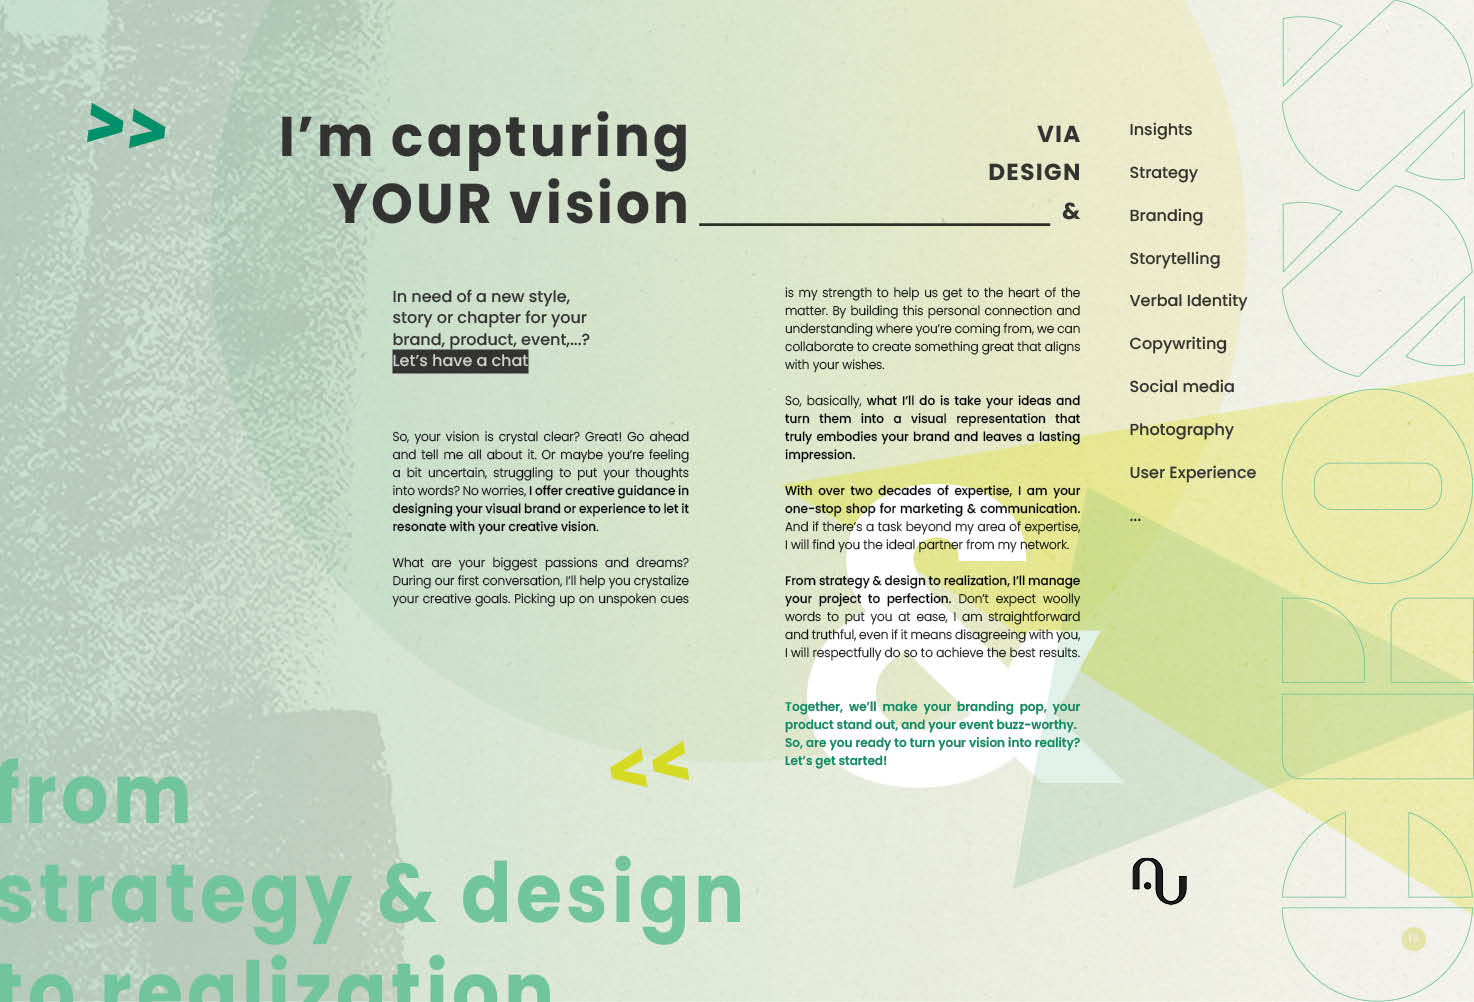 >>
I’m capturing
YOUR vision
VIA
DESIGN
&
Insights
Strategy
Branding
Storytelling
Verbal Identity
Copywriting
Social media
Photography
User Experience
...
In need of a new style,
story or chapter for your
brand, product, event,...?
Let’s have a chat
So, your vision is crystal clear? Great! Go ahead
and tell me all about it. Or maybe you’re feeling
a bit uncertain, struggling to put your thoughts
into words? No worries, I offer creative guidance in
designing your visual brand or experience to let it
resonate with your creative vision.
What are your biggest passions and dreams?
During our first conversation, I’ll help you crystalize
your creative goals. Picking up on unspoken cues
is my strength to help us get to the heart of the
matter. By building this personal connection and
understanding where you’re coming from, we can
collaborate to create something great that aligns
with your wishes.
So, basically, what I’ll do is take your ideas and
turn them into a visual representation that
truly embodies your brand and leaves a lasting
impression.
With over two decades of expertise, I am your
one-stop shop for marketing & communication.
And if there’s a task beyond my area of expertise,
I will find you the ideal partner from my network.
From strategy & design to realization, I’ll manage
your project to perfection. Don’t expect woolly
words to put you at ease, I am straightforward
and truthful, even if it means disagreeing with you,
I will respectfully do so to achieve the best results.
Together, we’ll make your branding pop, your
product stand out, and your event buzz-worthy.
So, are you ready to turn your vision into reality?
Let’s get started!
&
<<
from
strategy & design
to realization